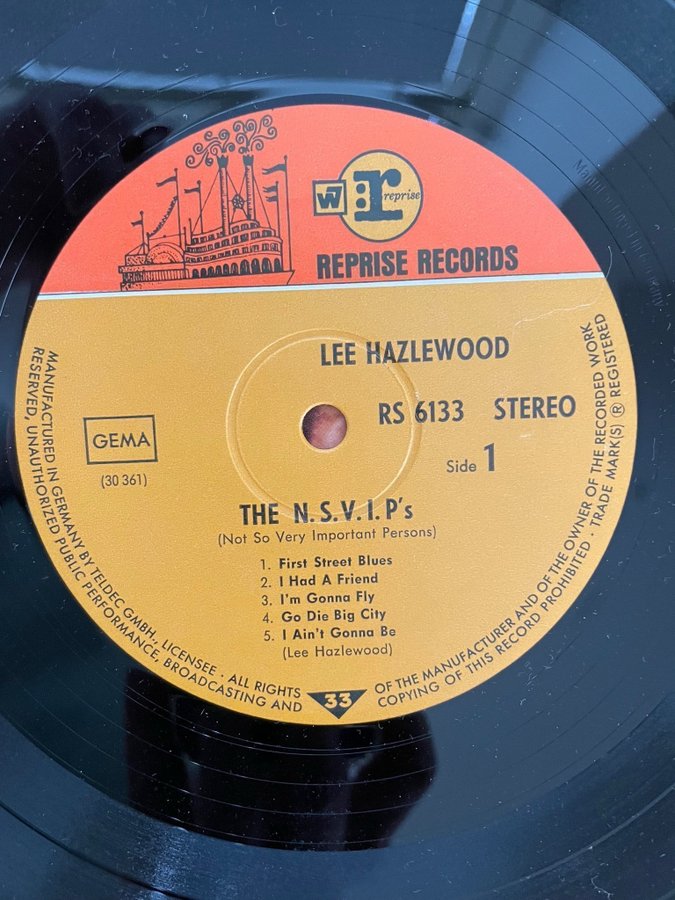 W7
r
reprise
REPRISE RECORDS
LEE HAZLEWOOD
RS 6133 STEREO
Side 1
GEMA
(30 361)
THE N.S.V.I.P's
(Not So Very Important Persons)
1. First Street Blues
2. I Had A Friend
3. I'm Gonna Fly
4. Go Die Big City
5. I Ain't Gonna Be
(Lee Hazlewood)
33
MANUFACTURED IN GERMANY BY TELDEC GMBH., LICENSEE · ALL RIGHTS OF THE MANUFACTURER AND OF THE OWNER OF THE RECORDED WORK
RESERVED, UNAUTHORIZED PUBLIC PERFORMANCE, BROADCASTING AND COPYING OF THIS RECORD PROHIBITED · TRADE MARK(S) ® REGISTERED